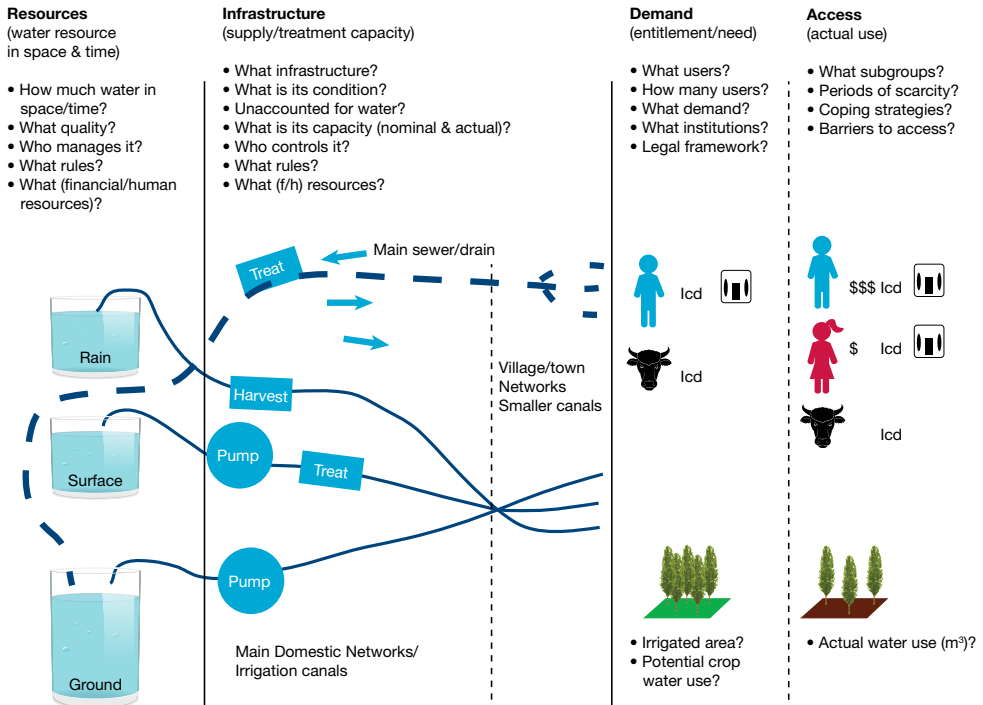 Resources
(water resource
in space & time)
• How much water in
space/time?
• What quality?
• Who manages it?
• What rules?
• What (financial/human
resources)?
Infrastructure
(supply/treatment capacity)
• What infrastructure?
• What is its condition?
• Unaccounted for water?
• What is its capacity (nominal & actual)?
• Who controls it?
• What rules?
• What (f/h) resources?
Demand
(entitlement/need)
• What users?
• How many users?
• What demand?
• What institutions?
• Legal framework?
Access
(actual use)
• What subgroups?
• Periods of scarcity?
• Coping strategies?
• Barriers to access?
Treat
Main sewer/drain
Rain
Harvest
Village/town
Networks
Smaller canals
Surface
Pump
Treat
Ground
Pump
Main Domestic Networks/
Irrigation canals
lcd
lcd
$$$ lcd
$ lcd
lcd
• Irrigated area?
• Potential crop
water use?
• Actual water use (m³)?